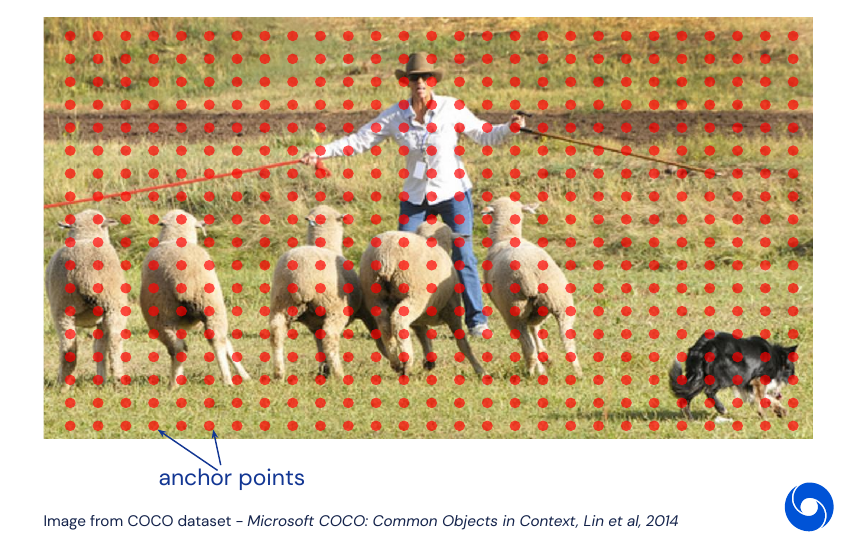 anchor points
Image from COCO dataset - Microsoft COCO: Common Objects in Context, Lin et al, 2014